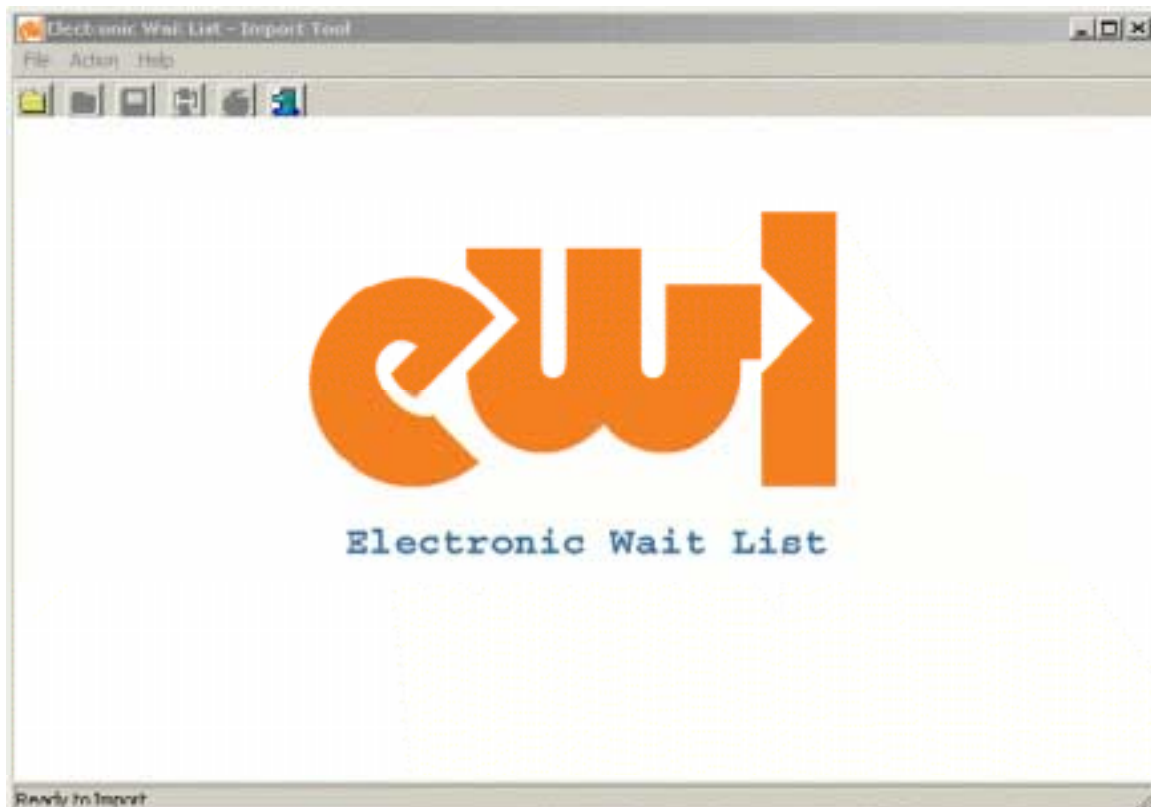 Electronic Wait List - Import Tool
File Action Help
ewl
Electronic Wait List
Ready to Import